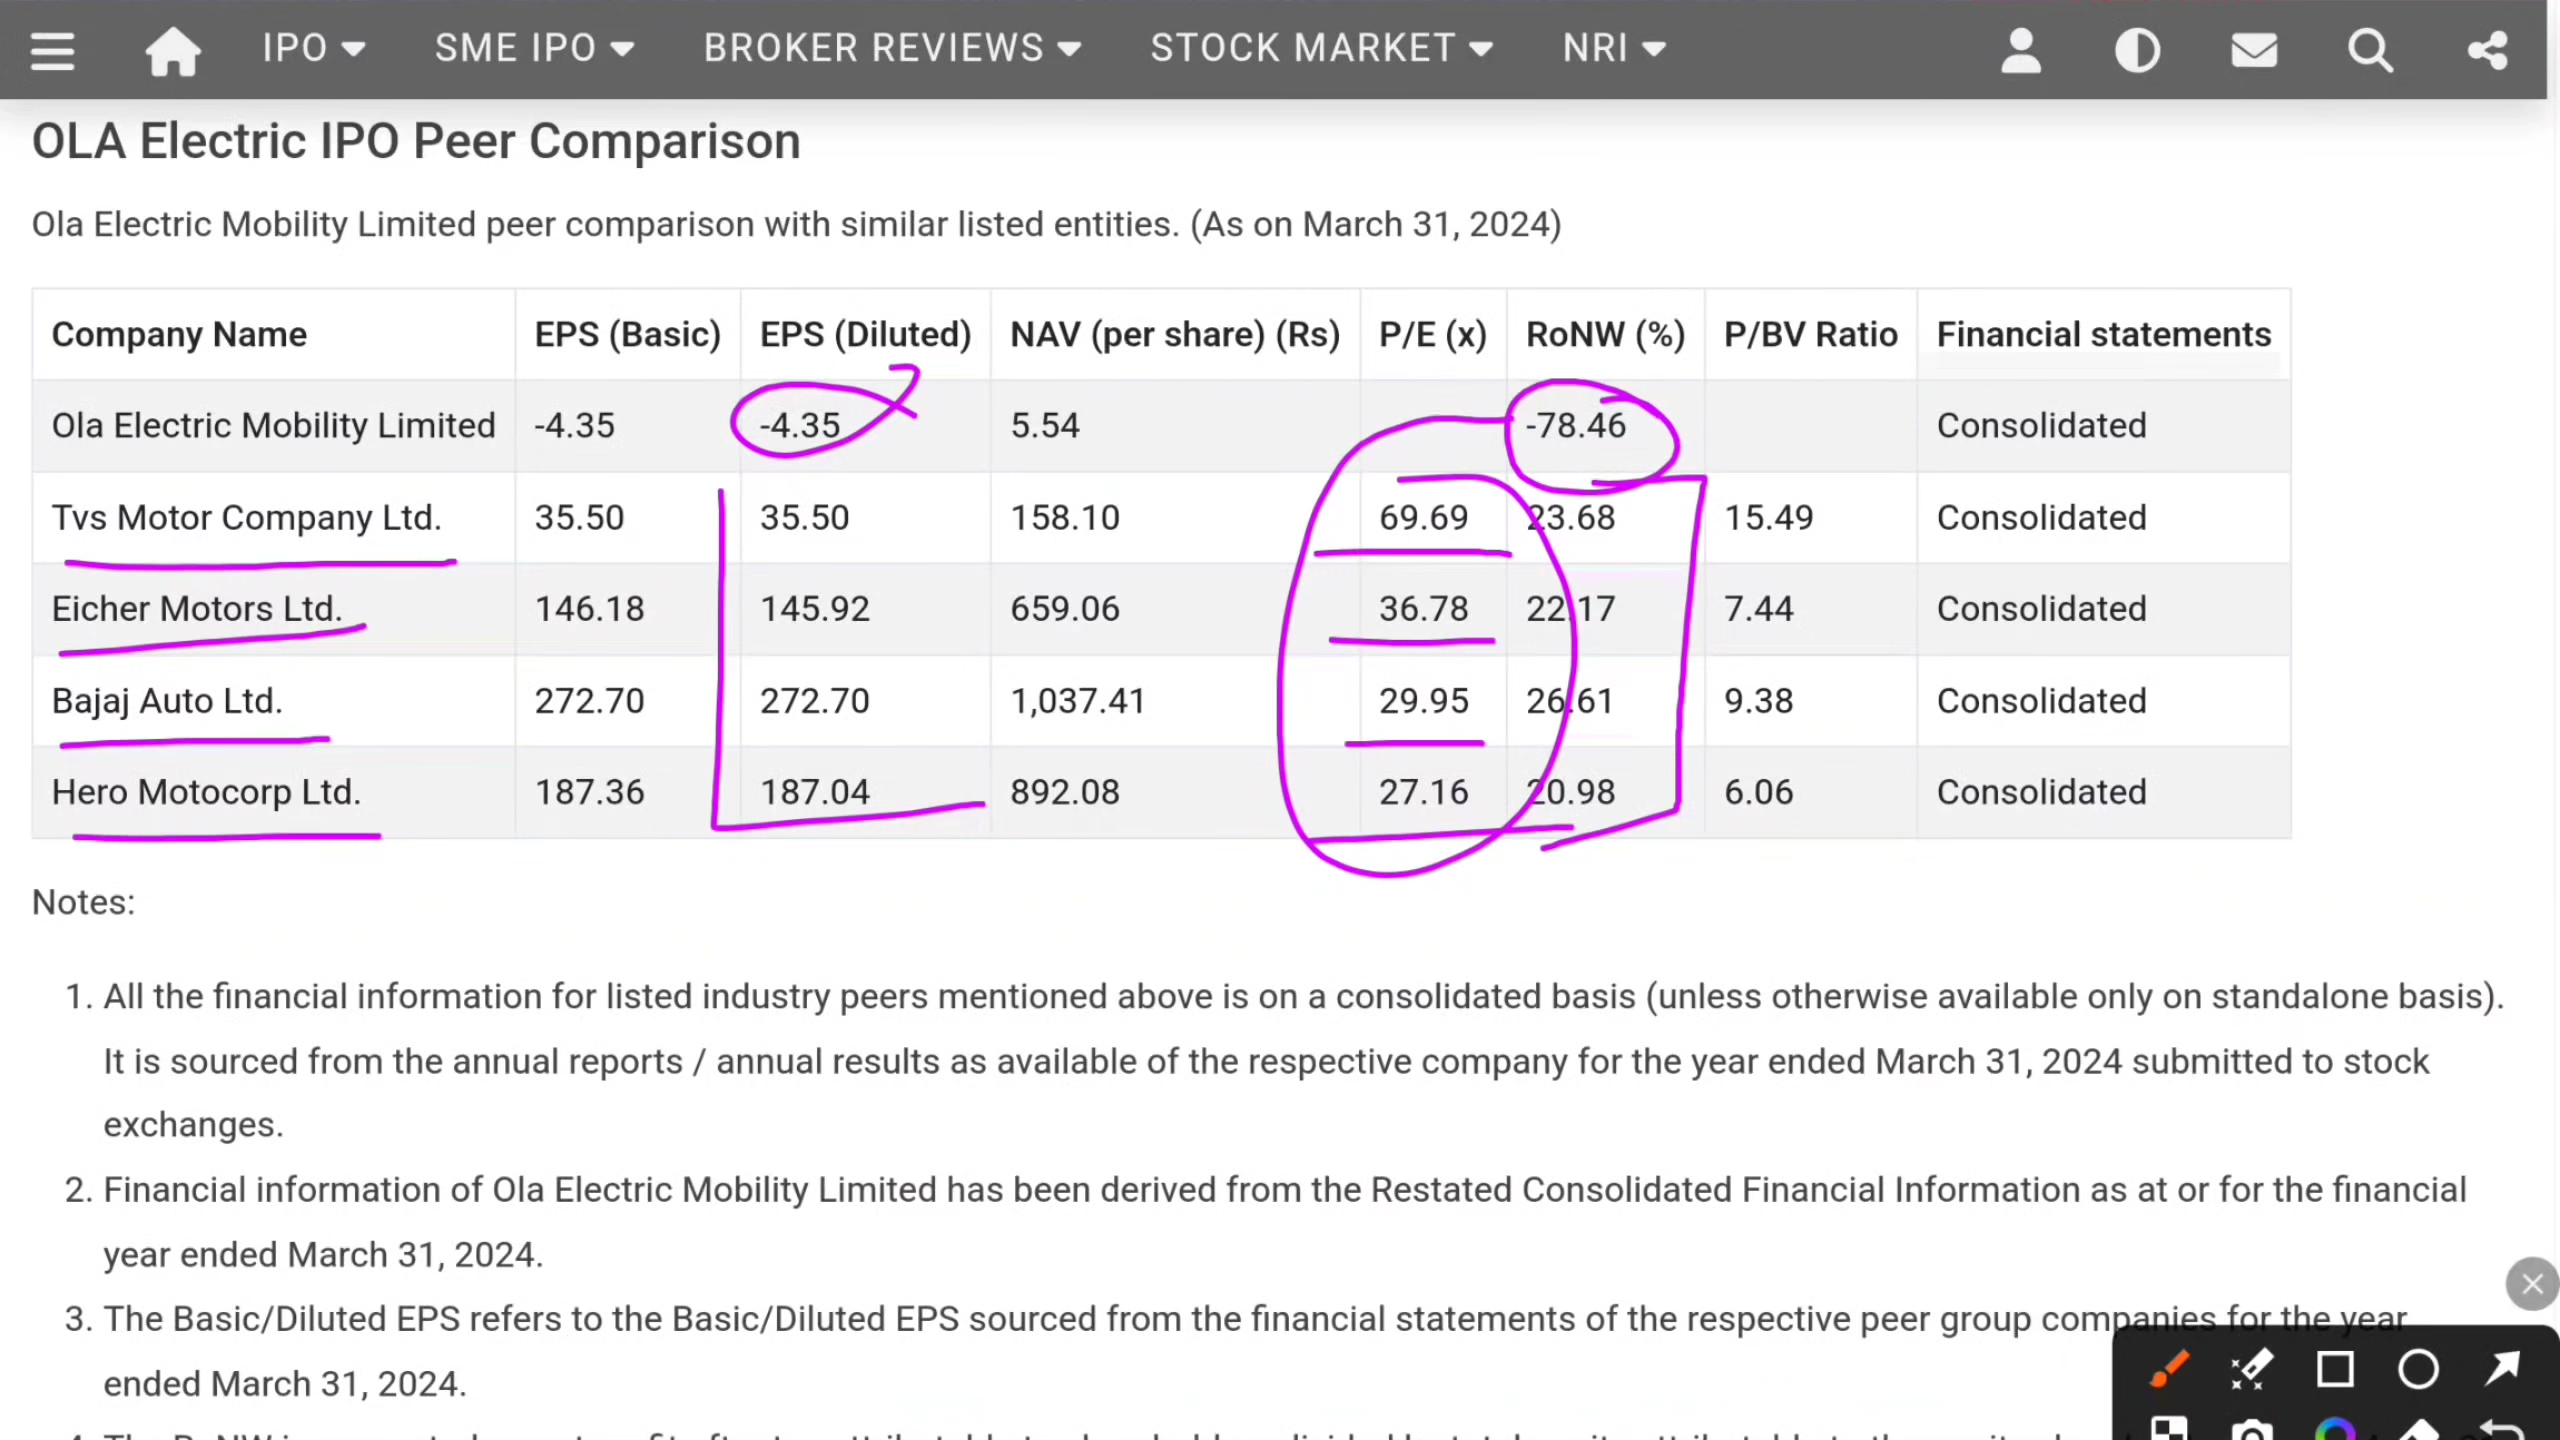 IPO SME IPO BROKER REVIEWS STOCK MARKET NRI
OLA Electric IPO Peer Comparison
Ola Electric Mobility Limited peer comparison with similar listed entities. (As on March 31, 2024)
Company Name EPS (Basic) EPS (Diluted) NAV (per share) (Rs) P/E (x) RoNW (%) P/BV Ratio Financial statements
Ola Electric Mobility Limited -4.35 -4.35 5.54 -78.46 Consolidated
Tvs Motor Company Ltd. 35.50 35.50 158.10 69.69 23.68 15.49 Consolidated
Eicher Motors Ltd. 146.18 145.92 659.06 36.78 22.17 7.44 Consolidated
Bajaj Auto Ltd. 272.70 272.70 1,037.41 29.95 26.61 9.38 Consolidated
Hero Motocorp Ltd. 187.36 187.04 892.08 27.16 20.98 6.06 Consolidated
Notes:
1. All the financial information for listed industry peers mentioned above is on a consolidated basis (unless otherwise available only on standalone basis).
It is sourced from the annual reports / annual results as available of the respective company for the year ended March 31, 2024 submitted to stock
exchanges.
2. Financial information of Ola Electric Mobility Limited has been derived from the Restated Consolidated Financial Information as at or for the financial
year ended March 31, 2024.
3. The Basic/Diluted EPS refers to the Basic/Diluted EPS sourced from the financial statements of the respective peer group companies for the year
ended March 31, 2024.